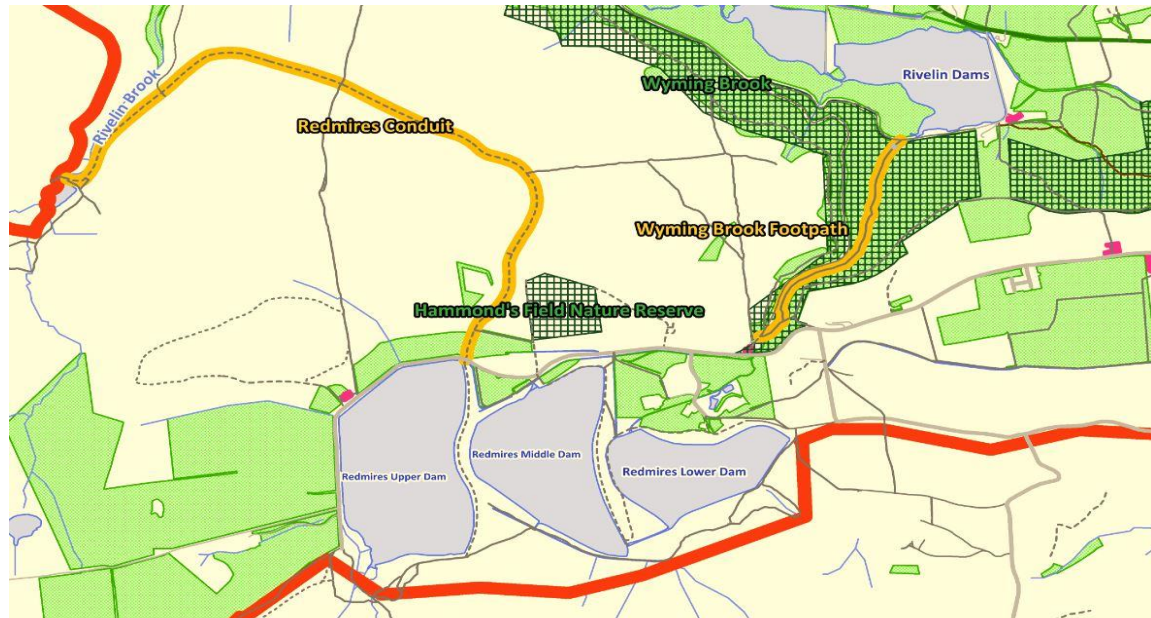 Rivelin Dams
Wyming Brook
Rivelin Brook
Redmires Conduit
Wyming Brook Footpath
Hammond's Field Nature Reserve
Redmires Middle Dam
Redmires Upper Dam
Redmires Lower Dam